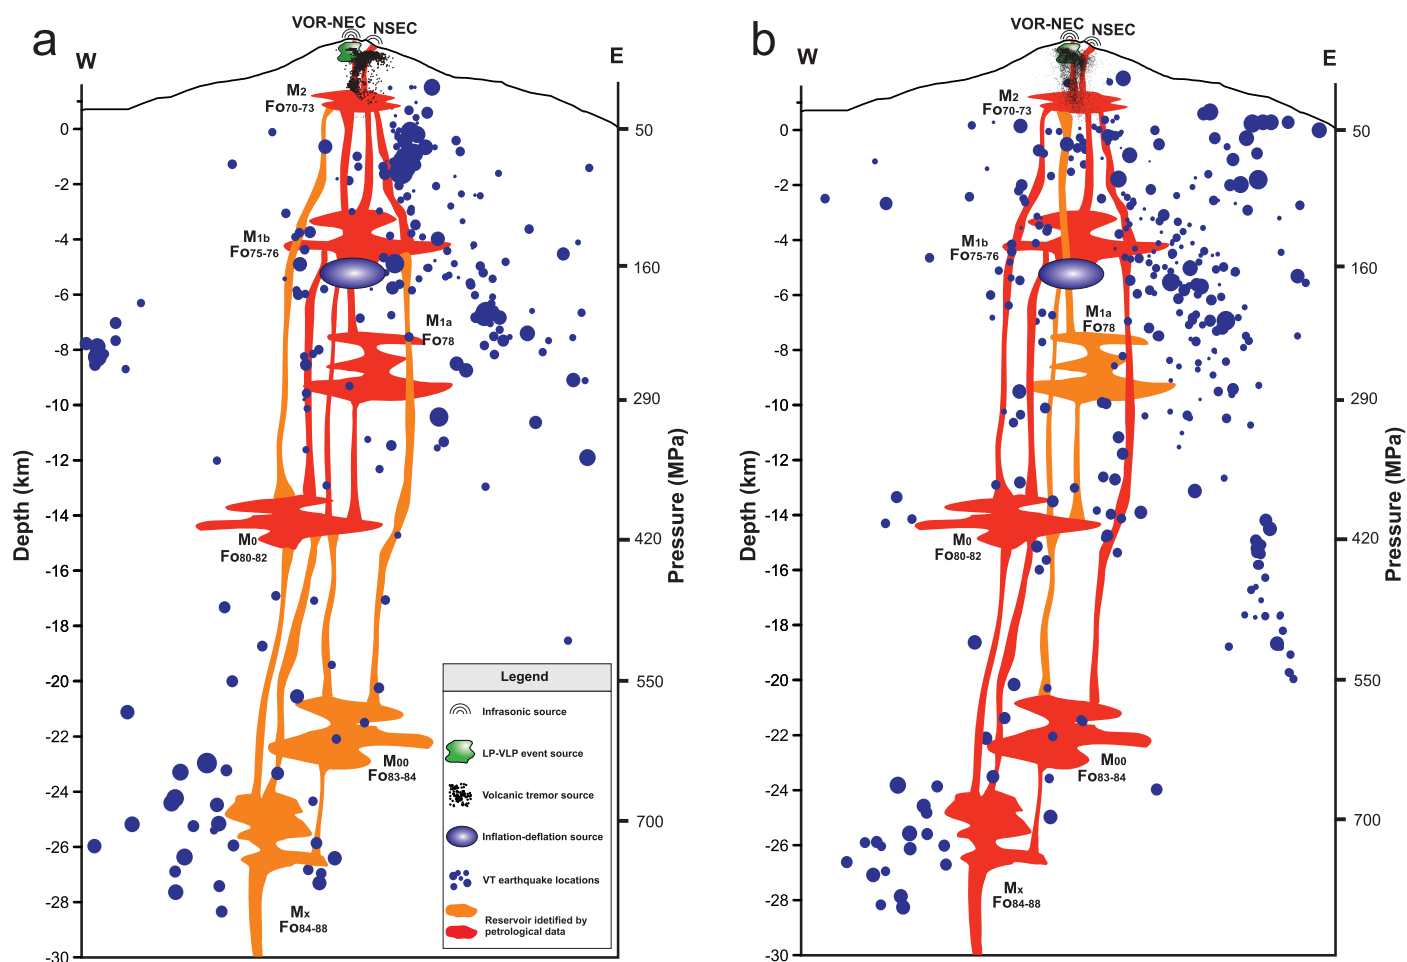 a
W
VOR-NEC
NSEC
E
M2
Fo70-73
M1b
Fo75-76
M1a
Fo78
M0
Fo80-82
M00
Fo83-84
Mx
Fo84-88
Depth (km)
0
-2
-4
-6
-8
-10
-12
-14
-16
-18
-20
-22
-24
-26
-28
-30
Pressure (MPa)
50
160
290
420
550
700
Legend
Infrasonic source
LP-VLP event source
Volcanic tremor source
Inflation-deflation source
VT earthquake locations
Reservoir idetified by
petrological data
b
W
VOR-NEC
NSEC
E
M2
Fo70-73
M1b
Fo75-76
M1a
Fo78
M0
Fo80-82
M00
Fo83-84
Mx
Fo84-88
Depth (km)
0
-2
-4
-6
-8
-10
-12
-14
-16
-18
-20
-22
-24
-26
-28
-30
Pressure (MPa)
50
160
290
420
550
700